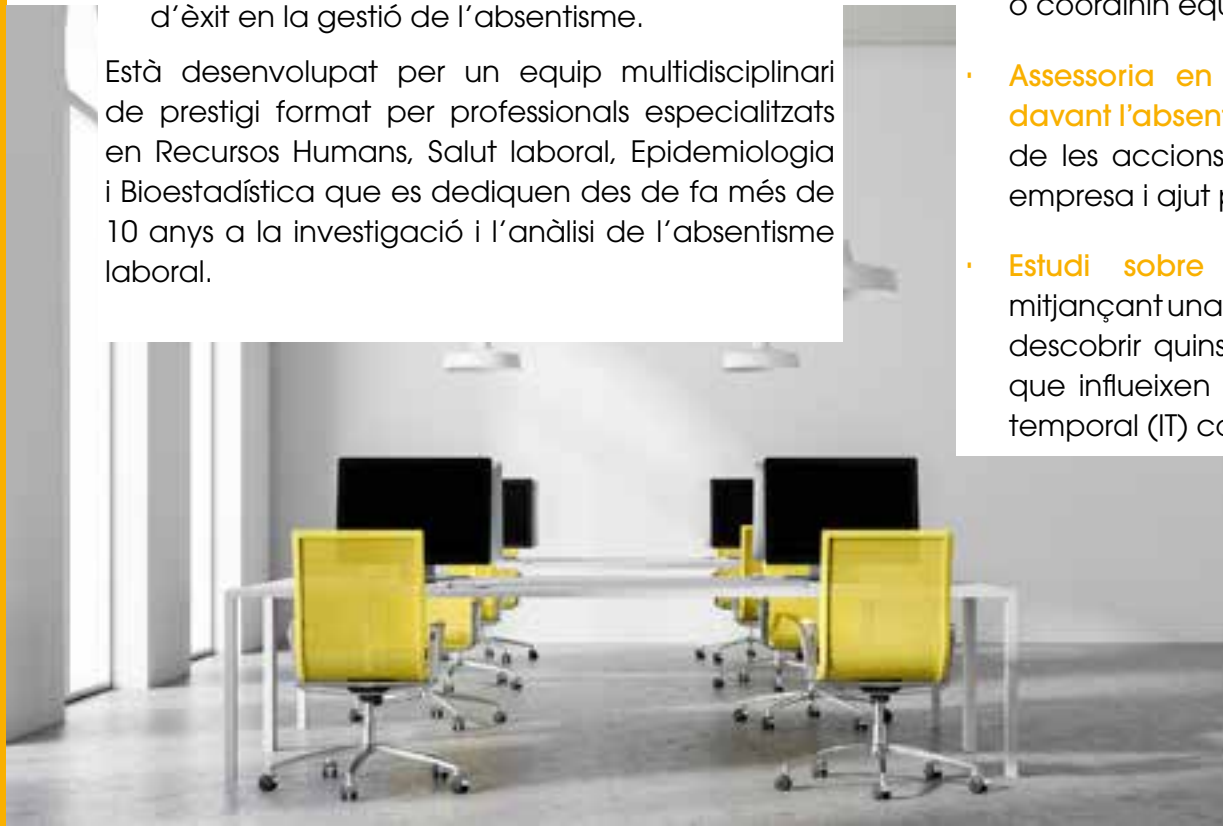 d'èxit en la gestió de l'absentisme.
Està desenvolupat per un equip multidisciplinari
de prestigi format per professionals especialitzats
en Recursos Humans, Salut laboral, Epidemiologia
i Bioestadística que es dediquen des de fa més de
10 anys a la investigació i l'anàlisi de l'absentisme
laboral.
o coordinin
· Assessoria en
davant
de les accions
empresa i ajut
· Estudi sobre
mitjançant una
descobrir quins
que influeixen
temporal (IT)